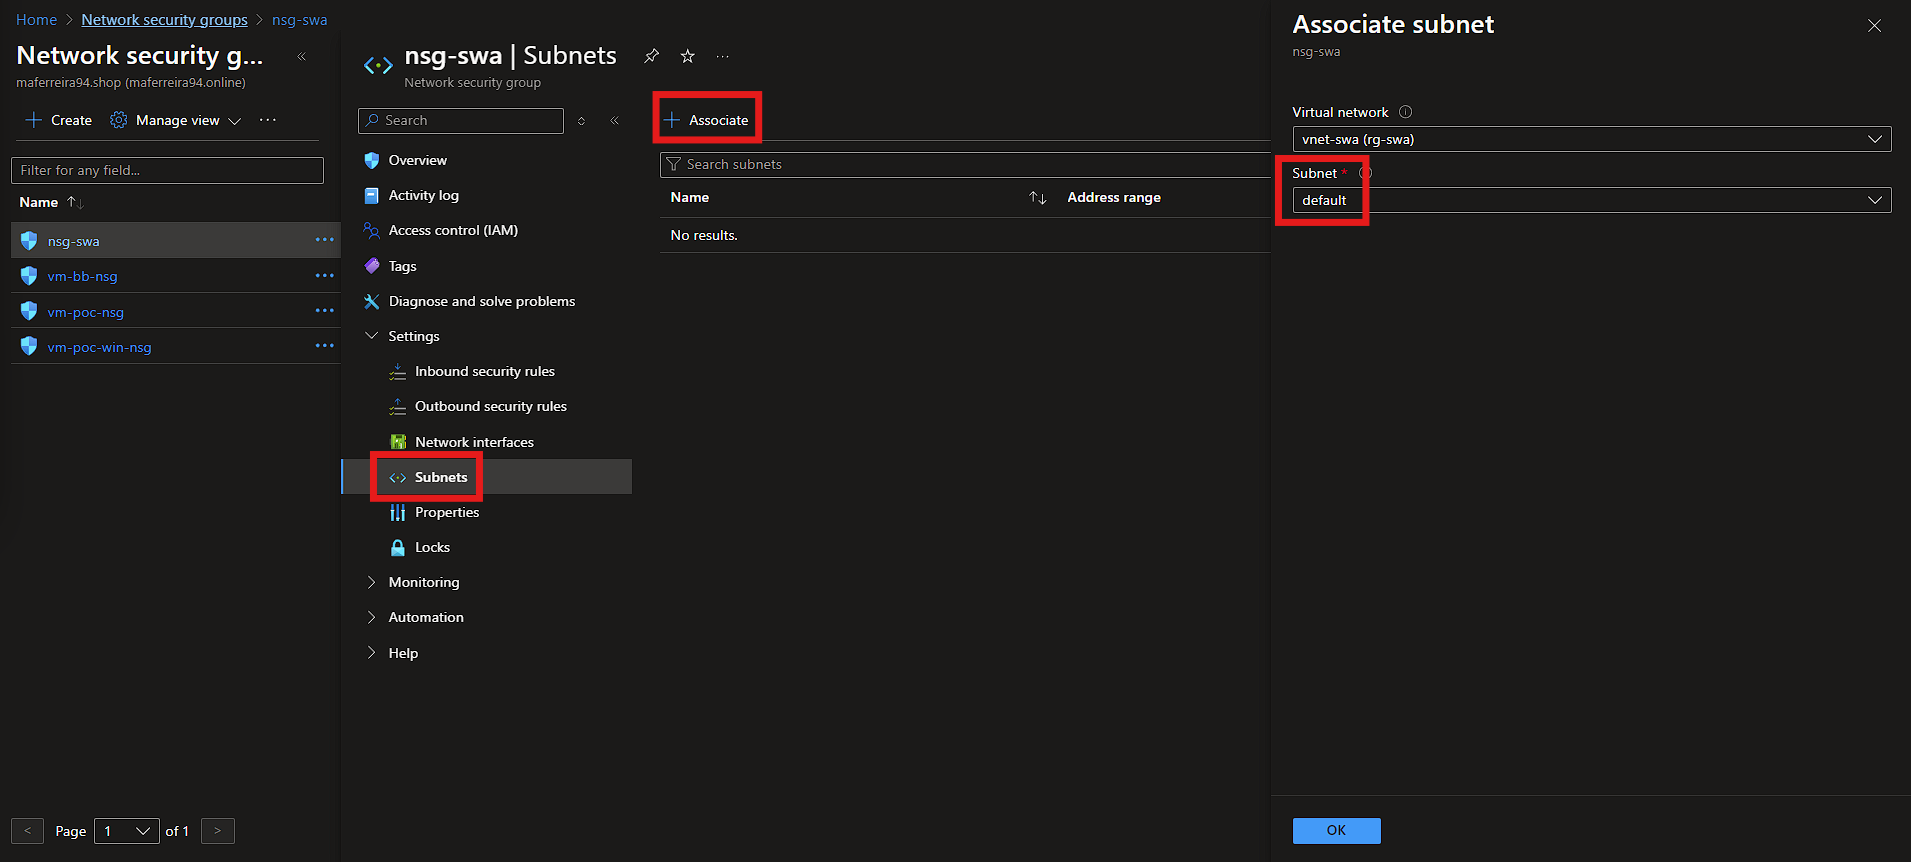 Home > Network security groups > nsg-swa
Network security g...
maferreira94.shop (maferreira94.online)
Create
Manage view
Filter for any field...
Name
nsg-swa
vm-bb-nsg
vm-poc-nsg
vm-poc-win-nsg
< Page 1 of 1 >
nsg-swa | Subnets
Network security group
Search
Overview
Activity log
Access control (IAM)
Tags
Diagnose and solve problems
Settings
Inbound security rules
Outbound security rules
Network interfaces
Subnets
Properties
Locks
Monitoring
Automation
Help
+ Associate
Search subnets
Name Address range
No results.
Associate subnet
nsg-swa
Virtual network
vnet-swa (rg-swa)
Subnet *
default
OK